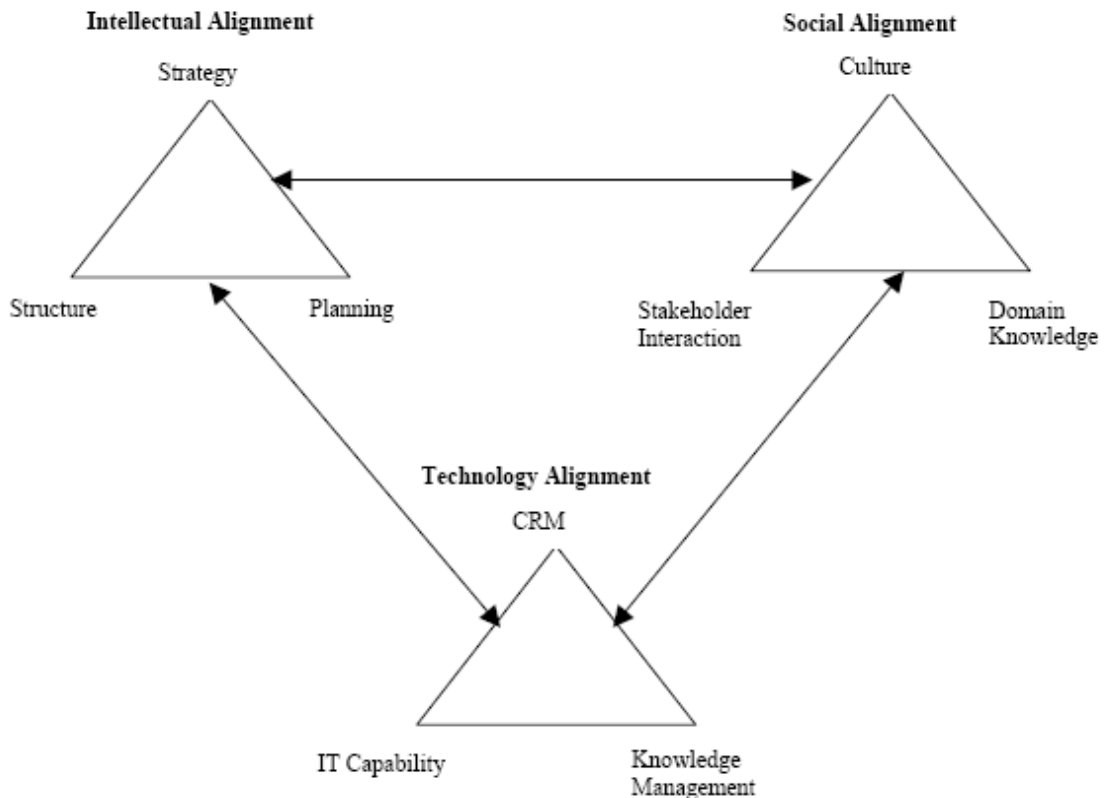 Intellectual Alignment
Social Alignment
Strategy
Culture
Structure
Planning
Stakeholder
Interaction
Domain
Knowledge
Technology Alignment
CRM
IT Capability
Knowledge
Management